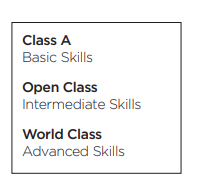 Class A
Basic Skills
Open Class
Intermediate Skills
World Class
Advanced Skills